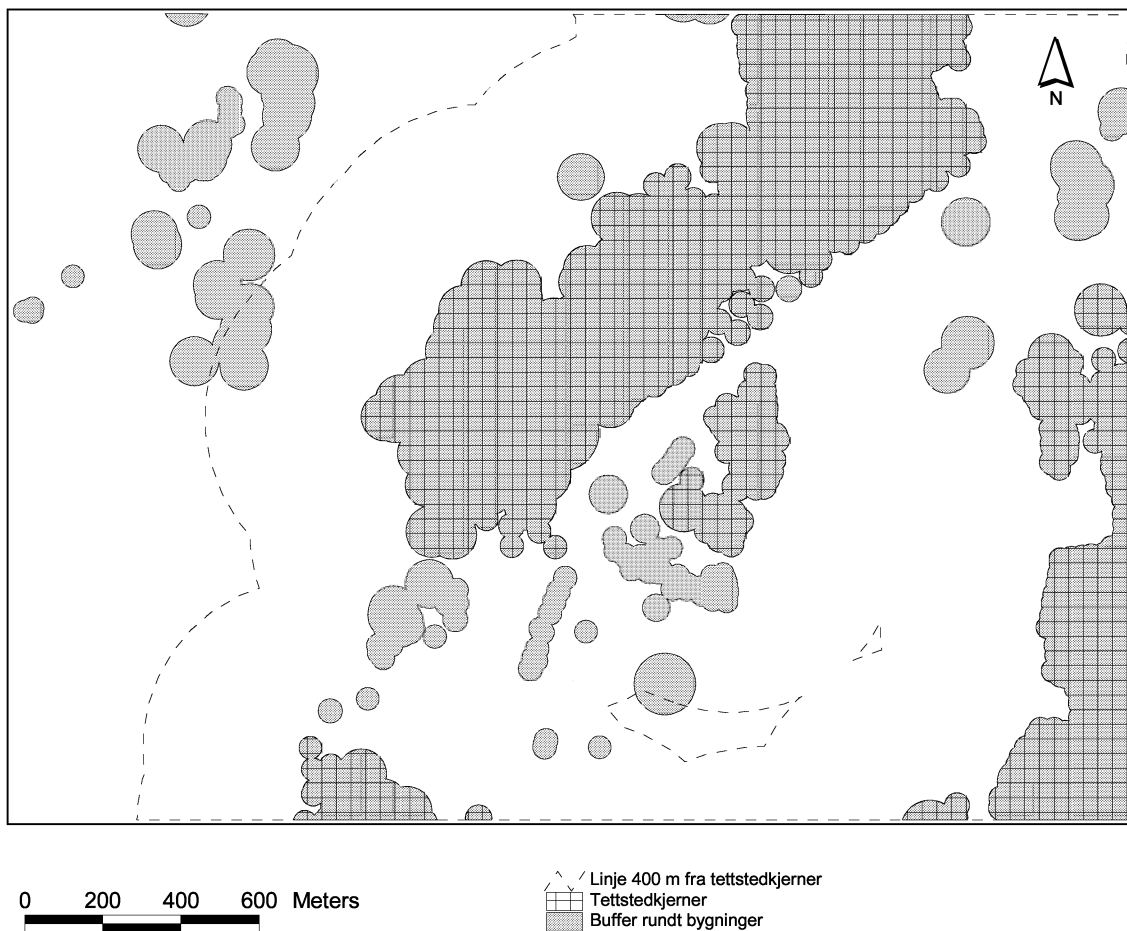 N
0 200 400 600 Meters
Linje 400 m fra tettstedkjerner
Tettstedkjerner
Buffer rundt bygninger